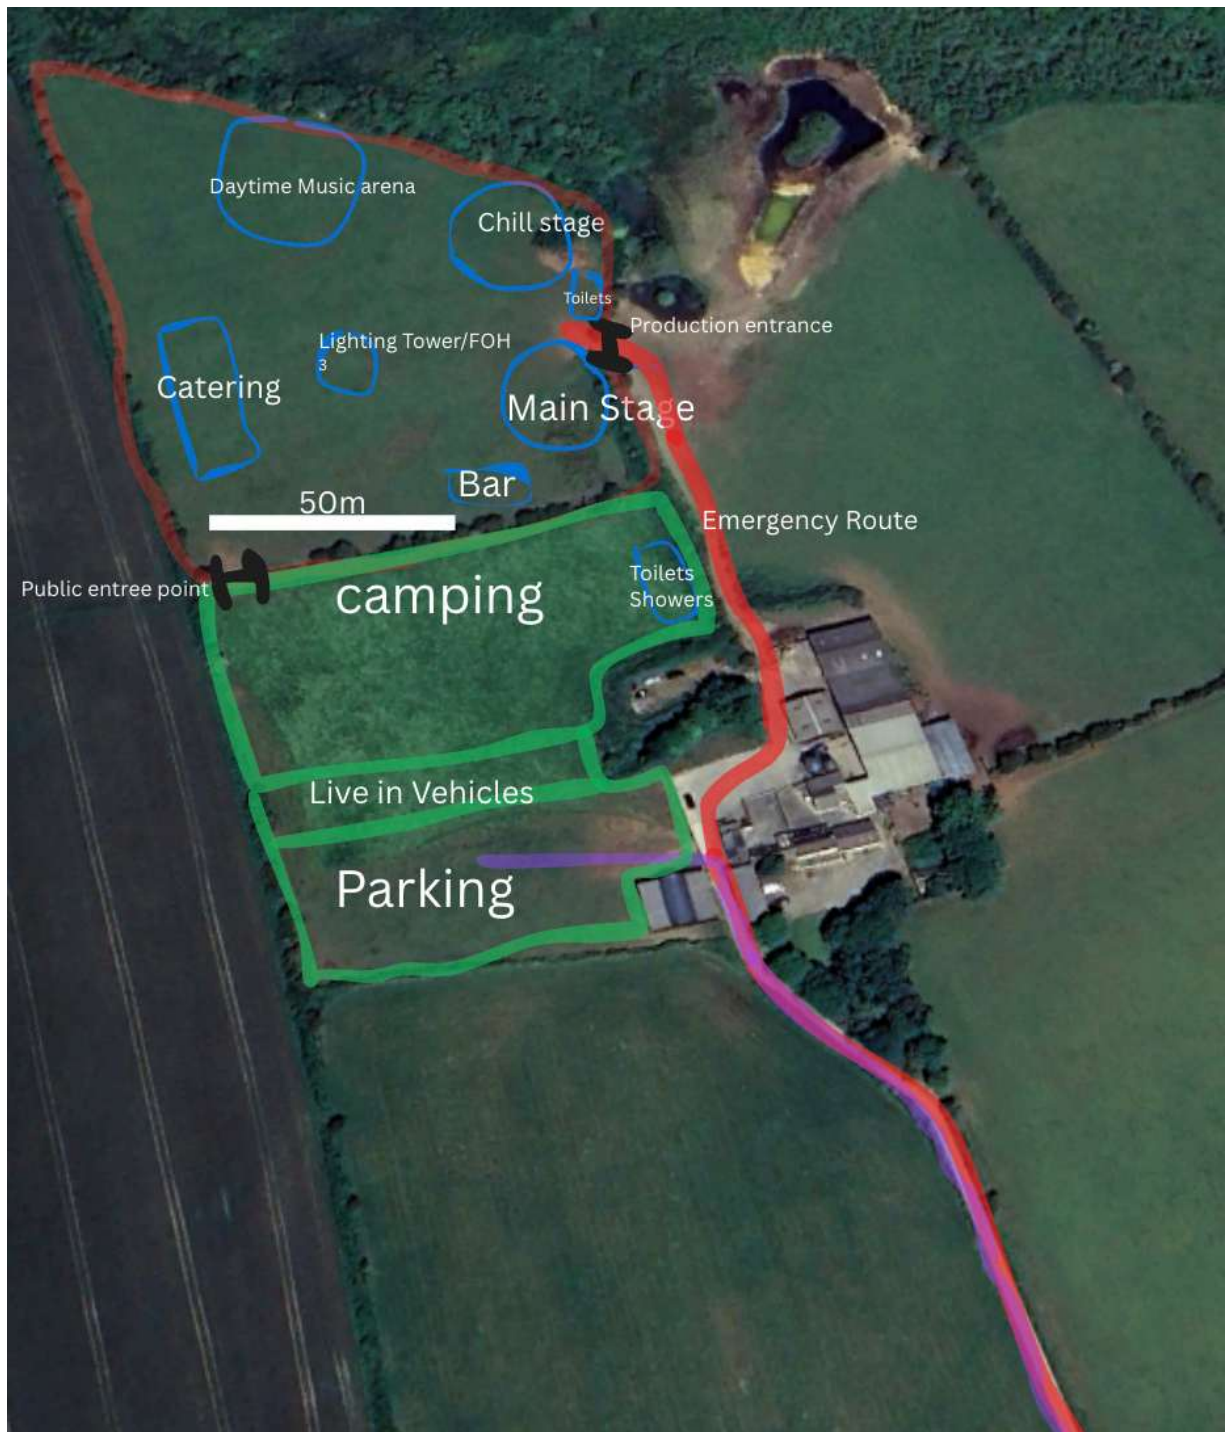 Daytime Music arena
Chill stage
Toilets
Production entrance
Lighting Tower/FOH
3
Catering
Main Stage
Bar
50m
Emergency Route
Public entree point
camping
Toilets
Showers
Live in Vehicles
Parking